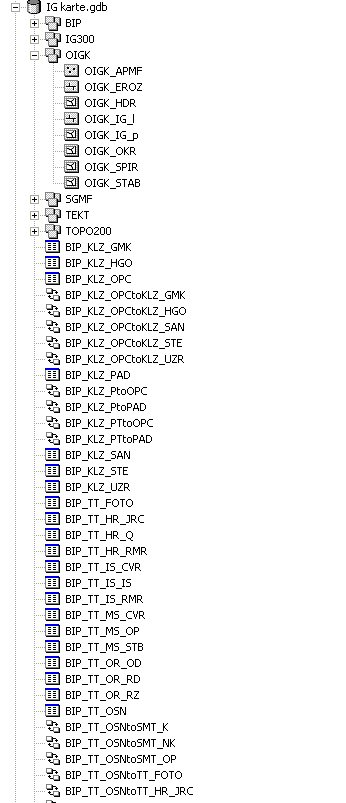 IG karte.gdb
BIP
IG300
OIGK
OIGK_APMF
OIGK_EROZ
OIGK_HDR
OIGK_IG_l
OIGK_IG_p
OIGK_OKR
OIGK_SPIR
OIGK_STAB
SGMF
TEKT
TOPO200
BIP_KLZ_GMK
BIP_KLZ_HGO
BIP_KLZ_OPC
BIP_KLZ_OPCtoKLZ_GMK
BIP_KLZ_OPCtoKLZ_HGO
BIP_KLZ_OPCtoKLZ_SAN
BIP_KLZ_OPCtoKLZ_STE
BIP_KLZ_OPCtoKLZ_UZR
BIP_KLZ_PAD
BIP_KLZ_PtoOPC
BIP_KLZ_PtoPAD
BIP_KLZ_PTtoOPC
BIP_KLZ_PTtoPAD
BIP_KLZ_SAN
BIP_KLZ_STE
BIP_KLZ_UZR
BIP_TT_FOTO
BIP_TT_HR_JRC
BIP_TT_HR_Q
BIP_TT_HR_RMR
BIP_TT_IS_CVR
BIP_TT_IS_IS
BIP_TT_IS_RMR
BIP_TT_MS_CVR
BIP_TT_MS_OP
BIP_TT_MS_STB
BIP_TT_OR_OD
BIP_TT_OR_RD
BIP_TT_OR_RZ
BIP_TT_OSN
BIP_TT_OSNtoSMT_K
BIP_TT_OSNtoSMT_NK
BIP_TT_OSNtoSMT_OP
BIP_TT_OSNtoTT_FOTO
BIP_TT_OSNtoTT_HR_JRC